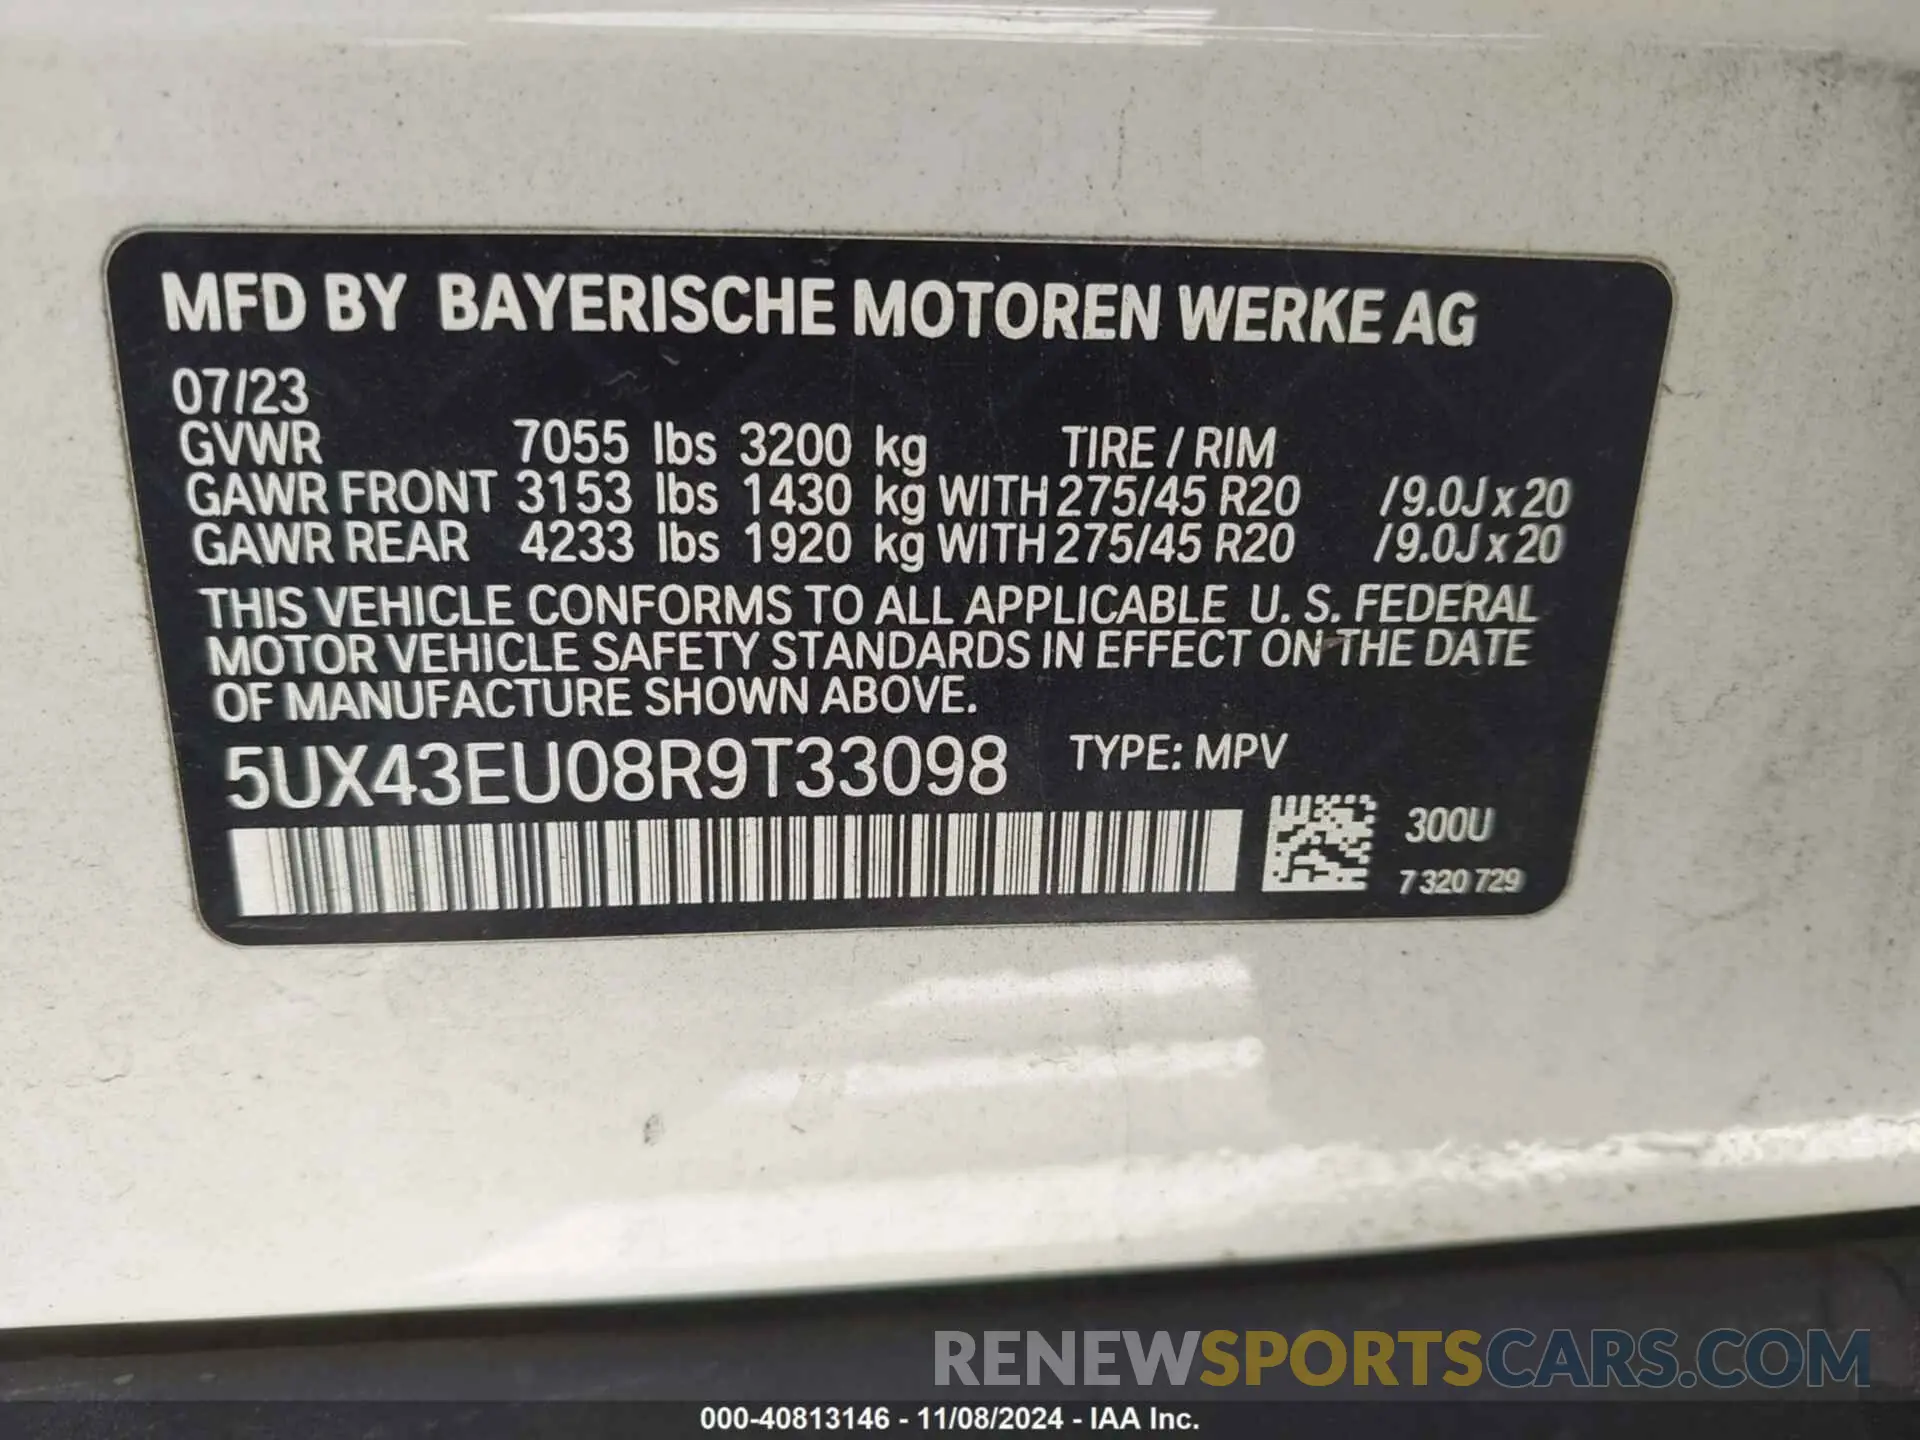 MFD BY BAYERISCHE MOTOREN WERKE AG
07/23
GVWR 7055 lbs 3200 kg TIRE / RIM
GAWR FRONT 3153 lbs 1430 kg WITH 275/45 R20 /9.0J x 20
GAWR REAR 4233 lbs 1920 kg WITH 275/45 R20 /9.0J x 20
THIS VEHICLE CONFORMS TO ALL APPLICABLE U. S. FEDERAL
MOTOR VEHICLE SAFETY STANDARDS IN EFFECT ON THE DATE
OF MANUFACTURE SHOWN ABOVE.
5UX43EU08R9T33098 TYPE: MPV
300U
7 320 729
RENEWSPORTSCARS.COM
000-40813146 - 11/08/2024 - IAA Inc.